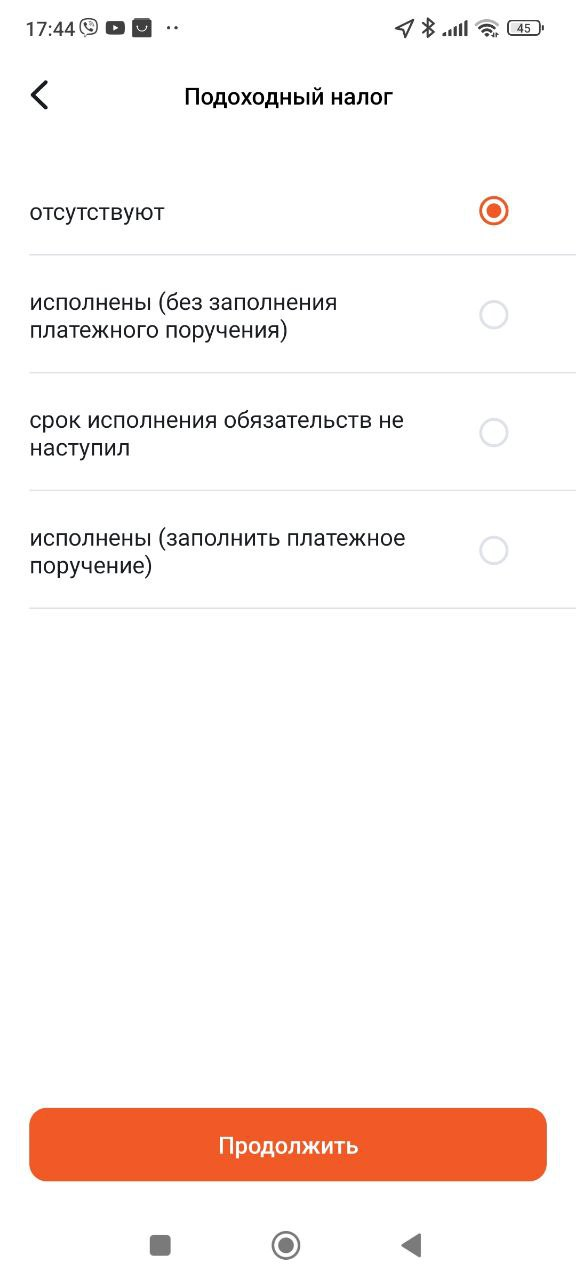 17:44
45
Подоходный налог
отсутствуют
исполнены (без заполнения
платежного поручения)
срок исполнения обязательств не
наступил
исполнены (заполнить платежное
поручение)
Продолжить